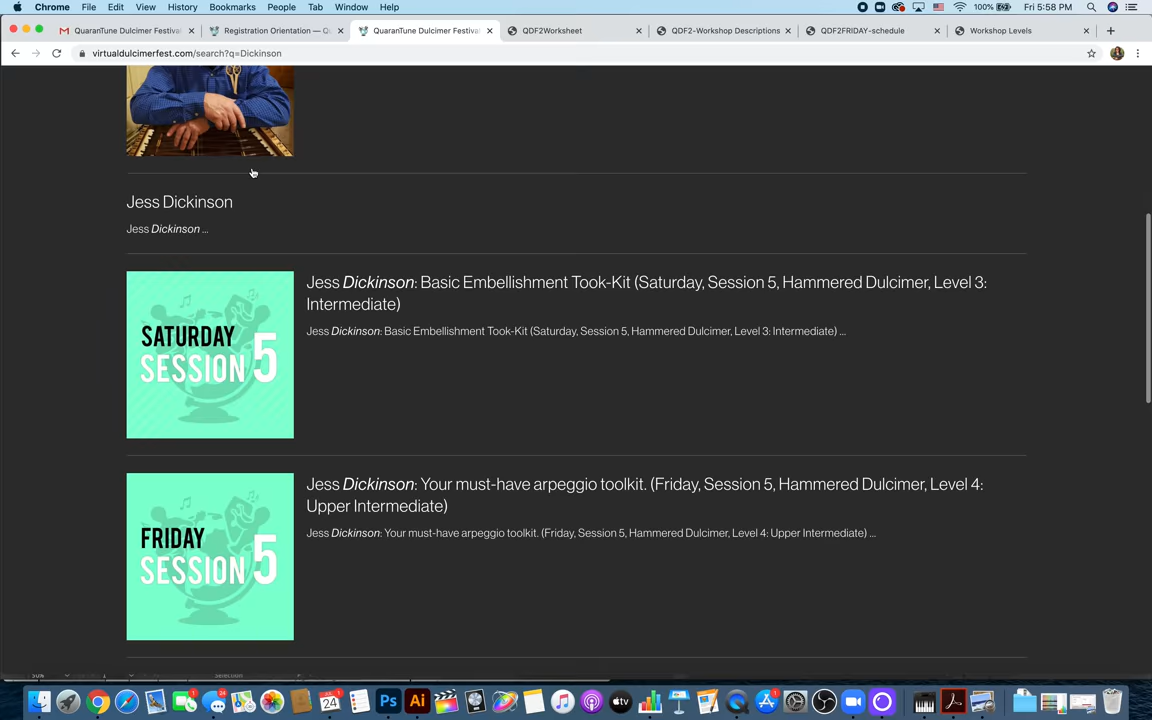 Chrome File Edit View History Bookmarks People Tab Window Help 100% Fri 5:58 PM
QuaranTune Dulcimer Festival Registration Orientation — Qu QuaranTune Dulcimer Festival QDF2Worksheet QDF2-Workshop Descriptions QDF2FRIDAY-schedule Workshop Levels
virtualdulcimerfest.com/search?q=Dickinson
Jess Dickinson
Jess Dickinson ...
SATURDAY
SESSION 5
Jess Dickinson: Basic Embellishment Took-Kit (Saturday, Session 5, Hammered Dulcimer, Level 3:
Intermediate)
Jess Dickinson: Basic Embellishment Took-Kit (Saturday, Session 5, Hammered Dulcimer, Level 3: Intermediate) ...
FRIDAY
SESSION 5
Jess Dickinson: Your must-have arpeggio toolkit. (Friday, Session 5, Hammered Dulcimer, Level 4:
Upper Intermediate)
Jess Dickinson: Your must-have arpeggio toolkit. (Friday, Session 5, Hammered Dulcimer, Level 4: Upper Intermediate) ...
Selection